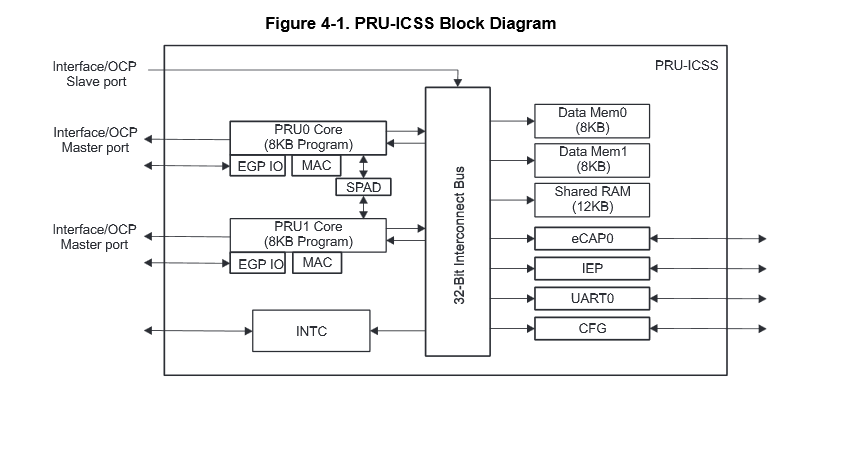 Figure 4-1. PRU-ICSS Block Diagram
PRU-ICSS
Interface/OCP
Slave port
Interface/OCP
Master port
PRU0 Core
(8KB Program)
EGP IO
MAC
SPAD
Interface/OCP
Master port
PRU1 Core
(8KB Program)
EGP IO
MAC
INTC
32-Bit Interconnect Bus
Data Mem0
(8KB)
Data Mem1
(8KB)
Shared RAM
(12KB)
eCAP0
IEP
UART0
CFG